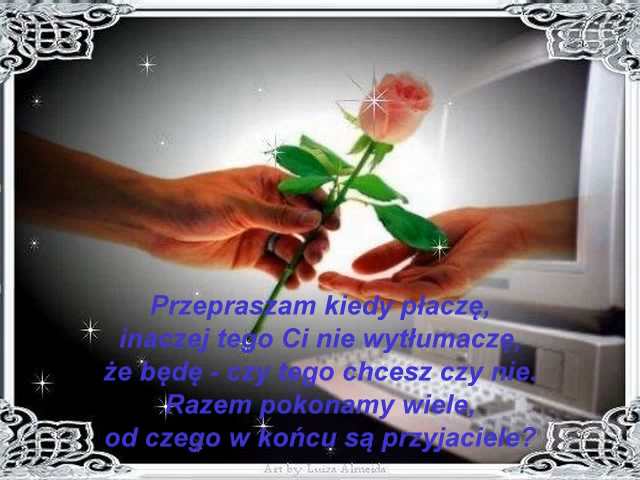 Przepraszam kiedy płaczę,
inaczej tego Ci nie wytłumaczę,
że będę - czy tego chcesz czy nie.
Razem pokonamy wiele,
od czego w końcu są przyjaciele?
Art by: Luiza Almeida